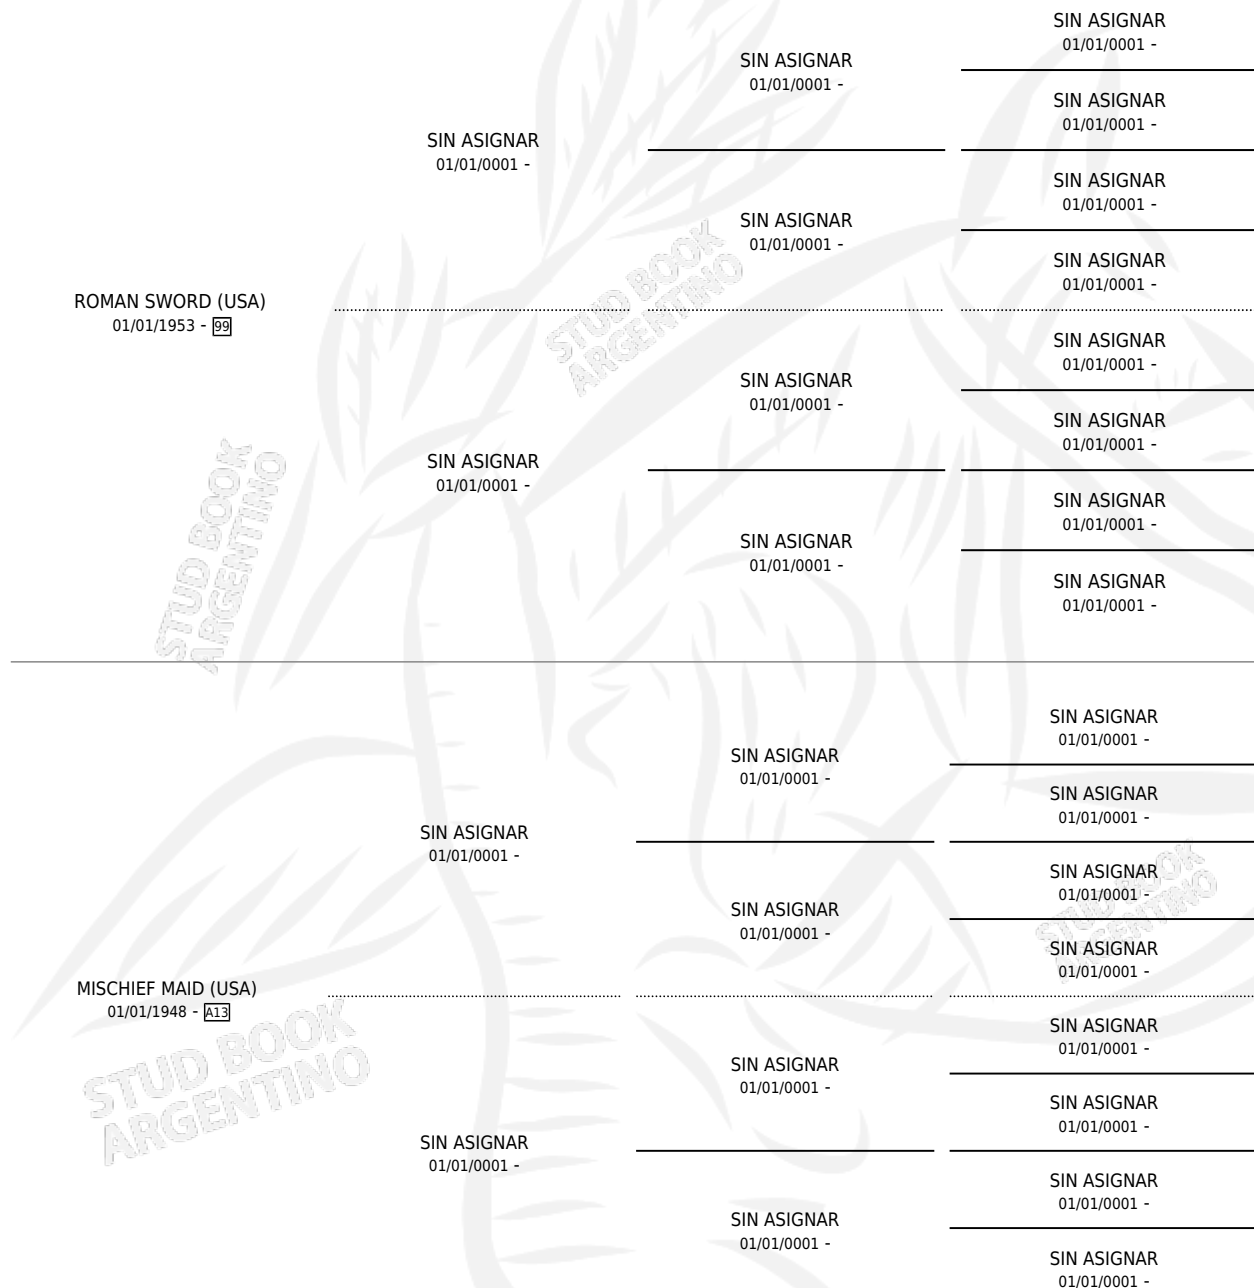 SIN ASIGNAR
01/01/0001 -
SIN ASIGNAR
01/01/0001 -
SIN ASIGNAR
01/01/0001 -
SIN ASIGNAR
01/01/0001 -
SIN ASIGNAR
01/01/0001 -
SIN ASIGNAR
01/01/0001 -
SIN ASIGNAR
01/01/0001 -
ROMAN SWORD (USA)
01/01/1953 - 99
SIN ASIGNAR
01/01/0001 -
SIN ASIGNAR
01/01/0001 -
SIN ASIGNAR
01/01/0001 -
SIN ASIGNAR
01/01/0001 -
SIN ASIGNAR
01/01/0001 -
SIN ASIGNAR
01/01/0001 -
SIN ASIGNAR
01/01/0001 -
STUD BOOK
ARGENTINO
STUD BOOK
ARGENTINO
SIN ASIGNAR
01/01/0001 -
SIN ASIGNAR
01/01/0001 -
SIN ASIGNAR
01/01/0001 -
SIN ASIGNAR
01/01/0001 -
SIN ASIGNAR
01/01/0001 -
SIN ASIGNAR
01/01/0001 -
SIN ASIGNAR
01/01/0001 -
MISCHIEF MAID (USA)
01/01/1948 - A13
SIN ASIGNAR
01/01/0001 -
SIN ASIGNAR
01/01/0001 -
SIN ASIGNAR
01/01/0001 -
SIN ASIGNAR
01/01/0001 -
SIN ASIGNAR
01/01/0001 -
SIN ASIGNAR
01/01/0001 -
SIN ASIGNAR
01/01/0001 -
STUD BOOK
ARGENTINO
STUD BOOK
ARGENTINO